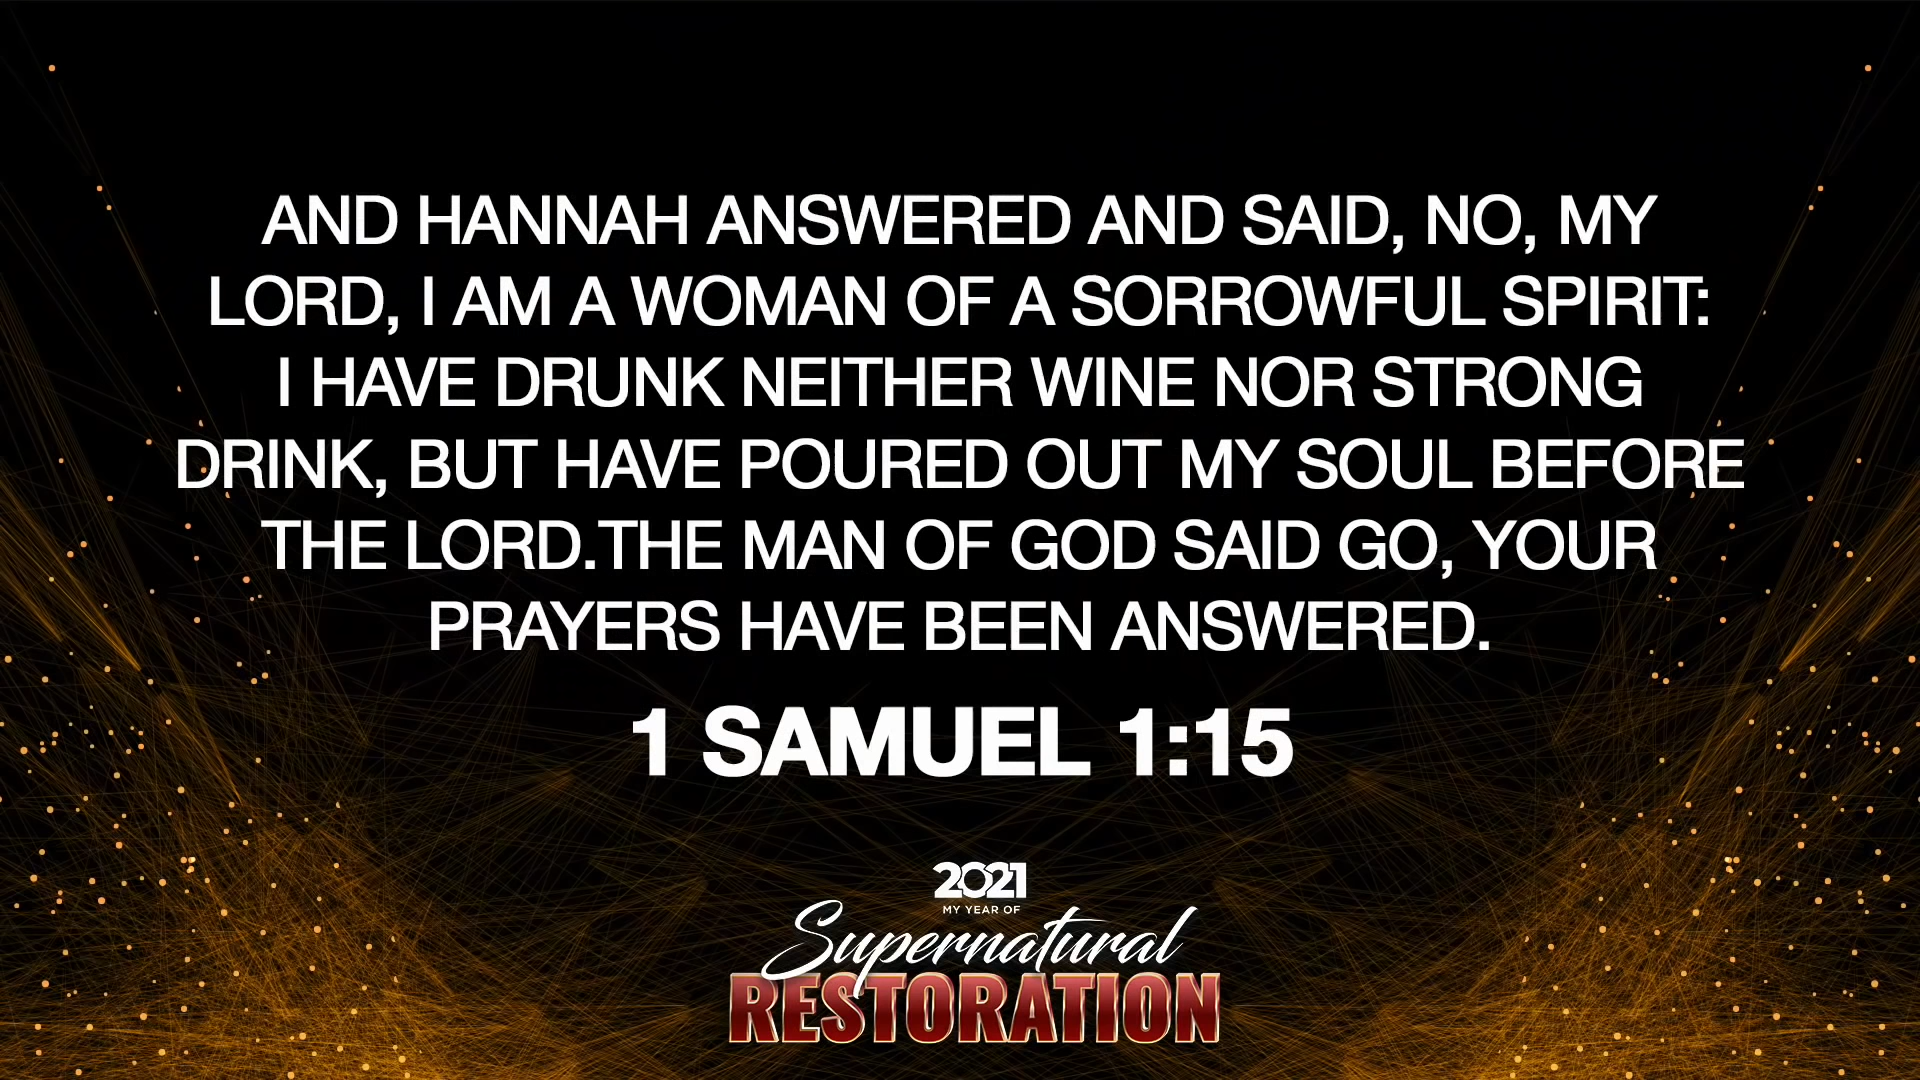 AND HANNAH ANSWERED AND SAID, NO, MY
LORD, I AM A WOMAN OF A SORROWFUL SPIRIT:
I HAVE DRUNK NEITHER WINE NOR STRONG
DRINK, BUT HAVE POURED OUT MY SOUL BEFORE
THE LORD.THE MAN OF GOD SAID GO, YOUR
PRAYERS HAVE BEEN ANSWERED.
1 SAMUEL 1:15
2021
MY YEAR OF
Supernatural
RESTORATION